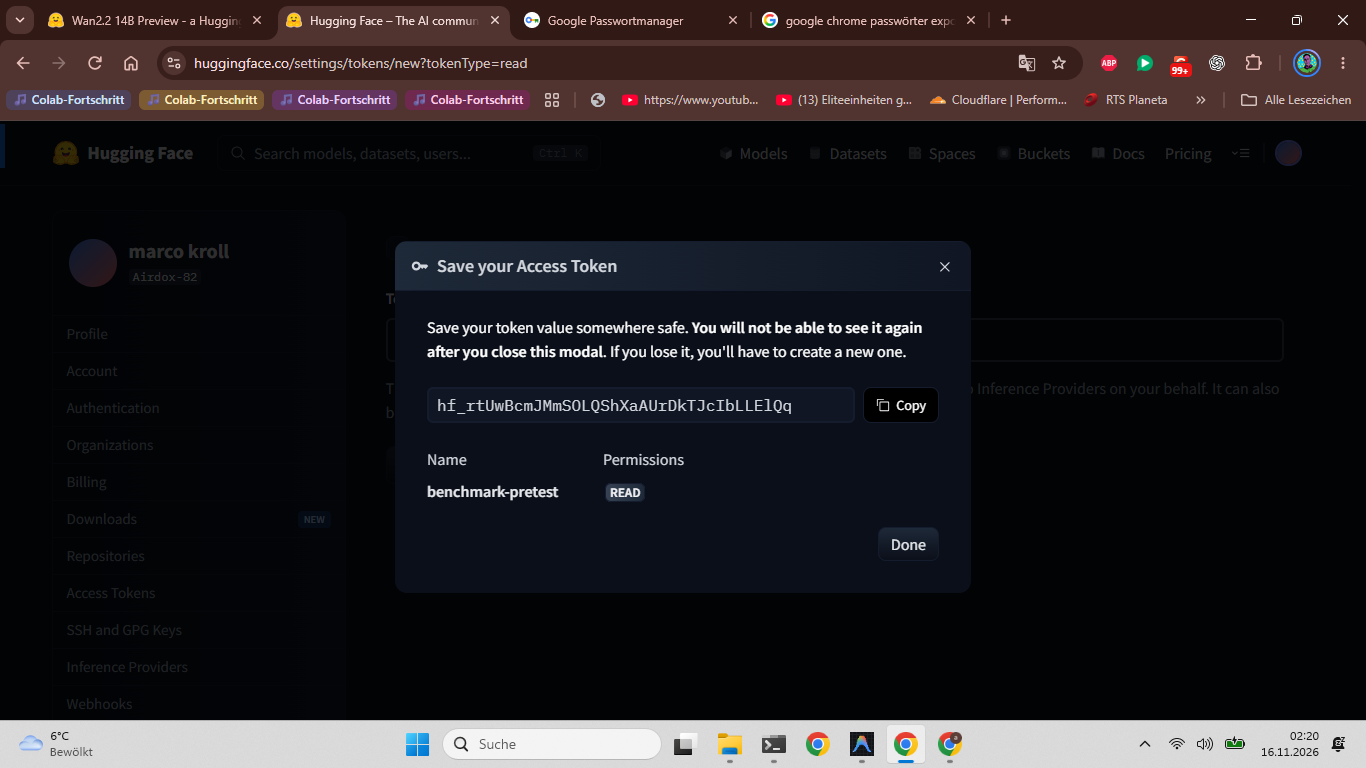 Wan2.2 14B Preview - a Hugging
Hugging Face – The AI commun
Google Passwortmanager
google chrome passwörter expo
huggingface.co/settings/tokens/new?tokenType=read
ABP
99+
Colab-Fortschritt
Colab-Fortschritt
Colab-Fortschritt
Colab-Fortschritt
https://www.youtub...
(13) Eliteeinheiten g...
Cloudflare | Perform...
RTS Planeta
Alle Lesezeichen
Hugging Face
Search models, datasets, users...
Ctrl K
Models
Datasets
Spaces
Buckets
Docs
Pricing
marco kroll
Airdox-82
Profile
Account
Authentication
Organizations
Billing
Downloads
NEW
Repositories
Access Tokens
SSH and GPG Keys
Inference Providers
Webhooks
Save your Access Token
Save your token value somewhere safe. You will not be able to see it again
after you close this modal. If you lose it, you'll have to create a new one.
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
Copy
Name
Permissions
benchmark-pretest
READ
Done
Inference Providers on your behalf. It can also
6°C
Bewölkt
Suche
02:20
16.11.2026